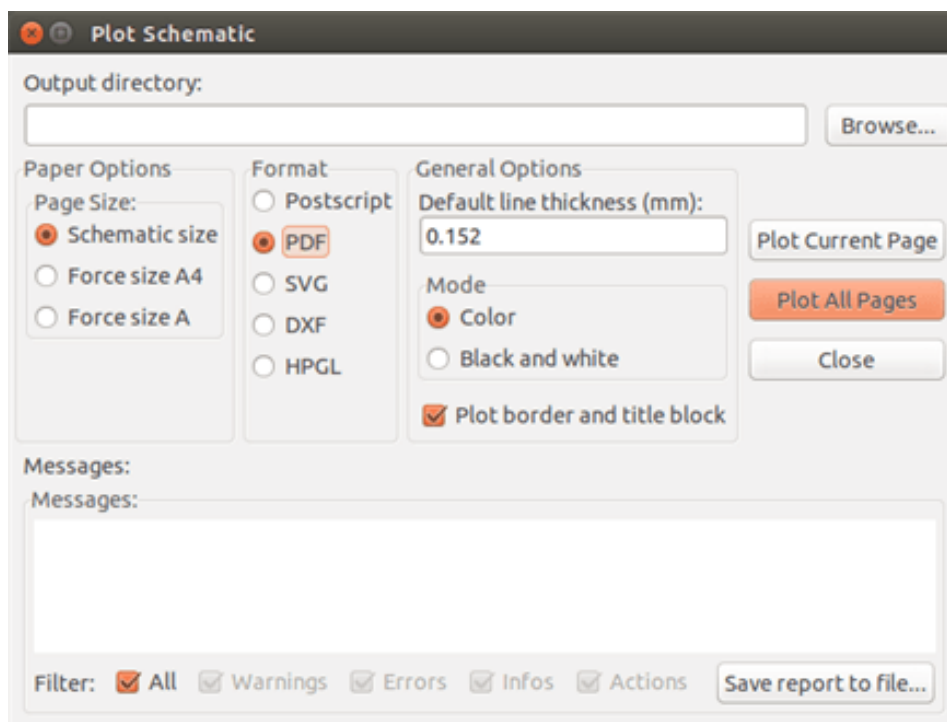 Plot Schematic
Output directory:
Browse...
Paper Options
Page Size:
Schematic size
Force size A4
Force size A
Format
Postscript
PDF
SVG
DXF
HPGL
General Options
Default line thickness (mm):
0.152
Mode
Color
Black and white
Plot border and title block
Plot Current Page
Plot All Pages
Close
Messages:
Messages:
Filter: All Warnings Errors Infos Actions Save report to file...